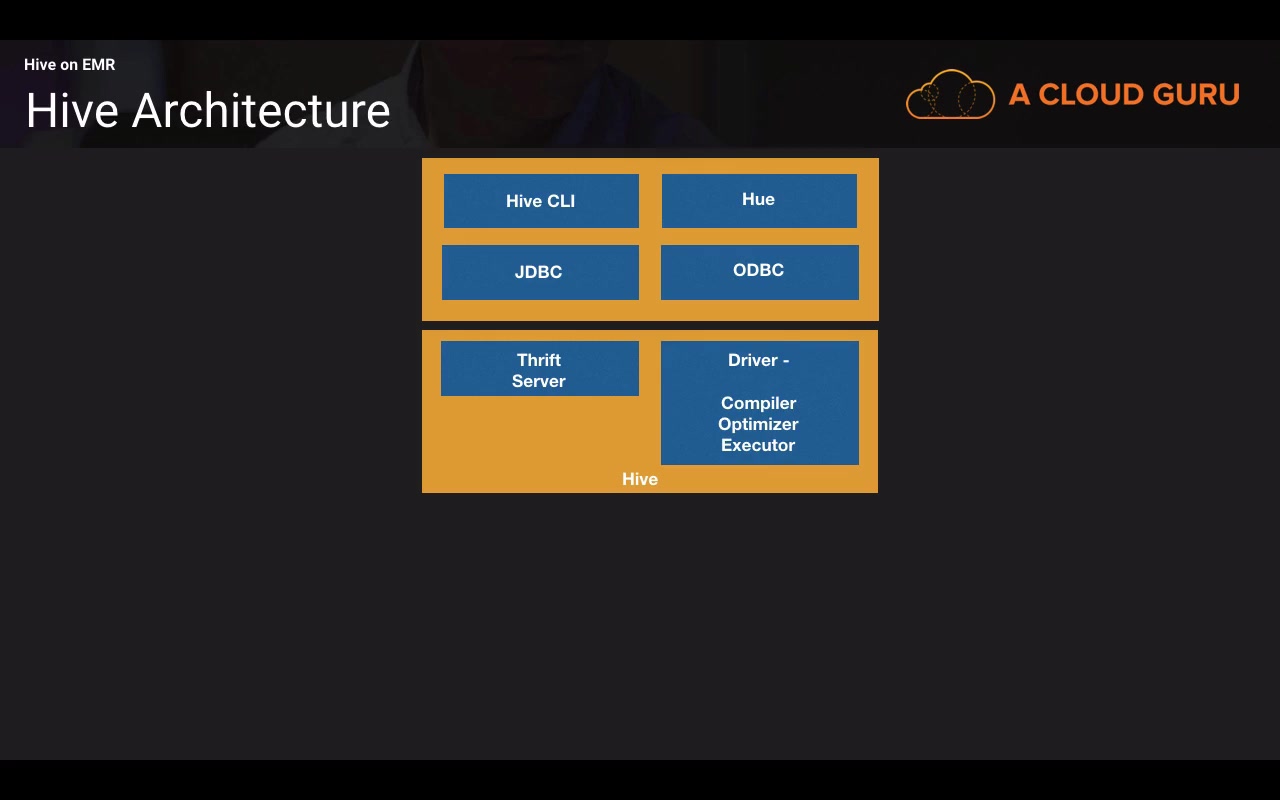 Hive on EMR
Hive Architecture
A CLOUD GURU
Hive CLI
Hue
JDBC
ODBC
Thrift
Server
Driver -
Compiler
Optimizer
Executor
Hive